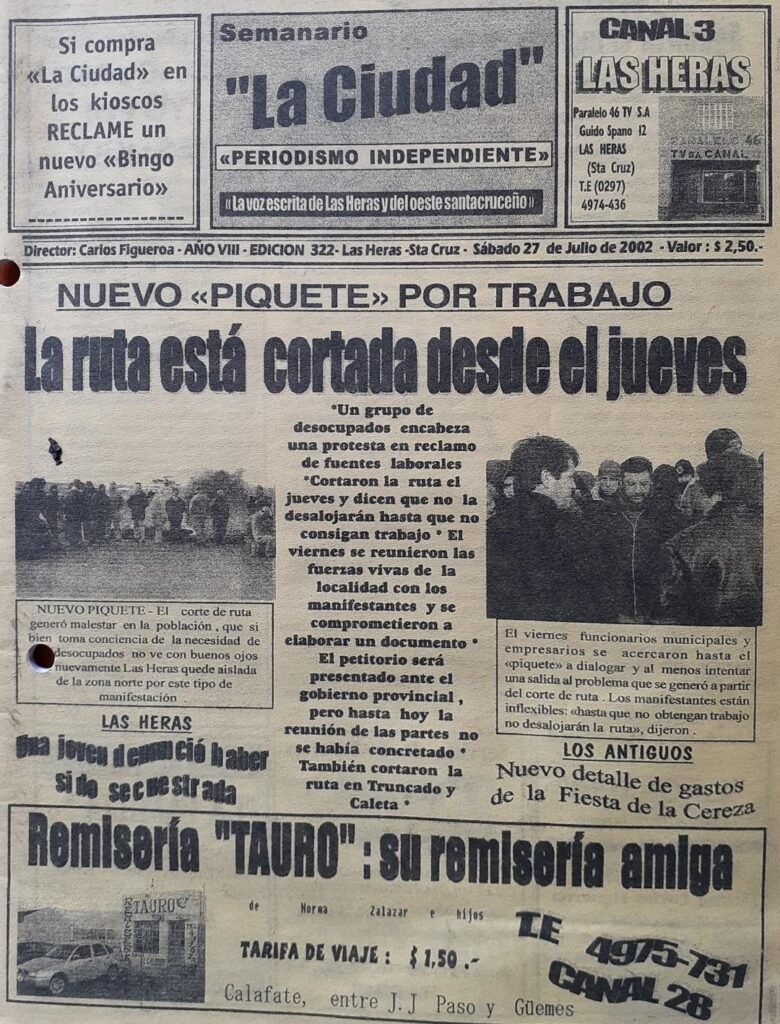 Si compra
«La Ciudad» en
los kioscos
RECLAME un
nuevo «Bingo
Aniversario»
Semanario
"La Ciudad"
«PERIODISMO INDEPENDIENTE»
«La voz escrita de Las Heras y del oeste santacruceño»
CANAL 3
LAS HERAS
Paralelo 46 TV S.A
Guido Spano 12
LAS HERAS
(Sta Cruz)
T.E (0297)
4974-436
PARALELO 46
Director: Carlos Figueroa - AÑO VIII - EDICION 322- Las Heras -Sta Cruz - Sábado 27 de Julio de 2002 - Valor : $ 2,50.-
NUEVO «PIQUETE» POR TRABAJO
La ruta está cortada desde el jueves
*Un grupo de
desocupados encabeza
una protesta en reclamo
de fuentes laborales
*Cortaron la ruta el
jueves y dicen que no la
desalojarán hasta que no
consigan trabajo * El
viernes se reunieron las
fuerzas vivas de la
localidad con los
manifestantes y se
comprometieron a
elaborar un documento *
El petitorio será
presentado ante el
gobierno provincial ,
pero hasta hoy la
reunión de las partes no
se había concretado *
También cortaron la
ruta en Truncado y
Caleta *
NUEVO PIQUETE - El corte de ruta
generó malestar en la población , que si
bien toma conciencia de la necesidad de
desocupados no ve con buenos ojos
nuevamente Las Heras quede aislada
de la zona norte por este tipo de
manifestación .
El viernes funcionarios municipales y
empresarios se acercaron hasta el
«piquete» a dialogar y al menos intentar
una salida al problema que se generó a partir
del corte de ruta . Los manifestantes están
inflexibles: «hasta que no obtengan trabajo
no desalojarán la ruta», dijeron .
LAS HERAS
Una joven denunció haber
sido secuestrada
LOS ANTIGUOS
Nuevo detalle de gastos
de la Fiesta de la Cereza
Remisería "TAURO" : su remisería amiga
TAURO
de Norma Zalazar e hijos
TARIFA DE VIAJE : $ 1,50 .-
Calafate, entre J.J Paso y Güemes
T.E 4975-731
CANAL 28